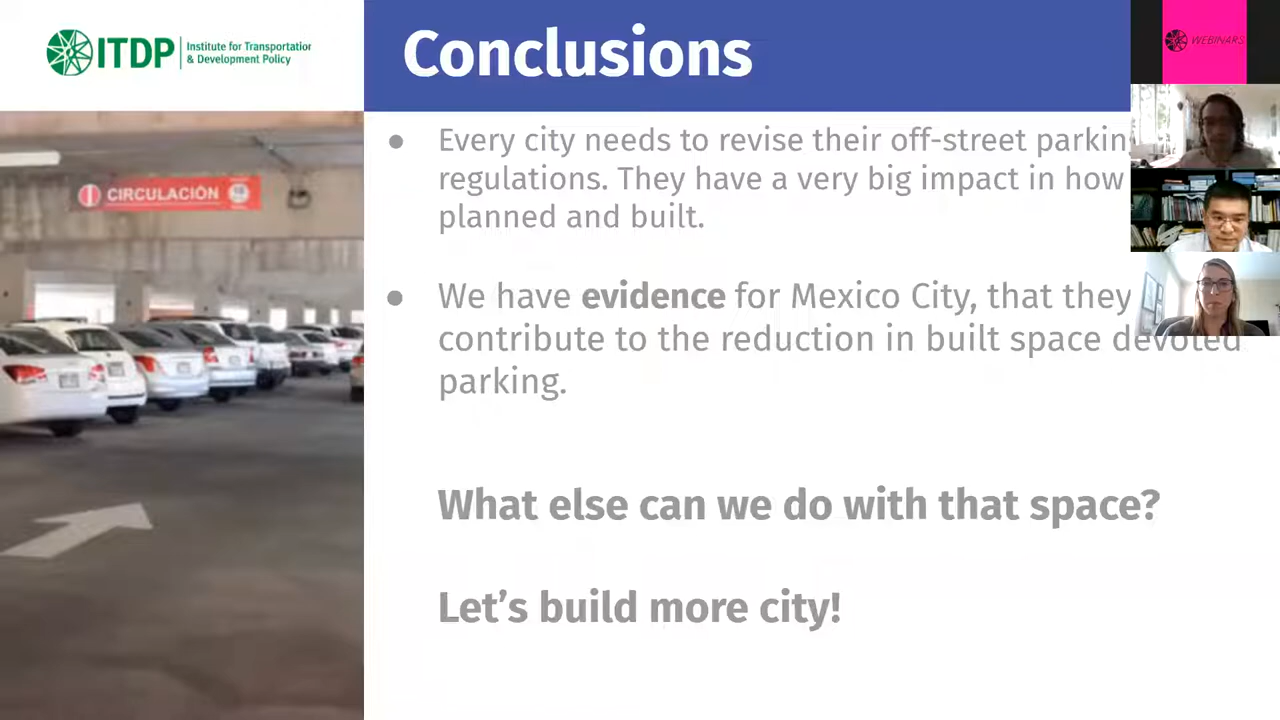 ITDP
Institute for Transportation
& Development Policy
Conclusions
WEBINARS
CIRCULACIÓN
● Every city needs to revise their off-street parkin
regulations. They have a very big impact in how
planned and built.
● We have evidence for Mexico City, that they
contribute to the reduction in built space devoted
parking.
What else can we do with that space?
Let's build more city!